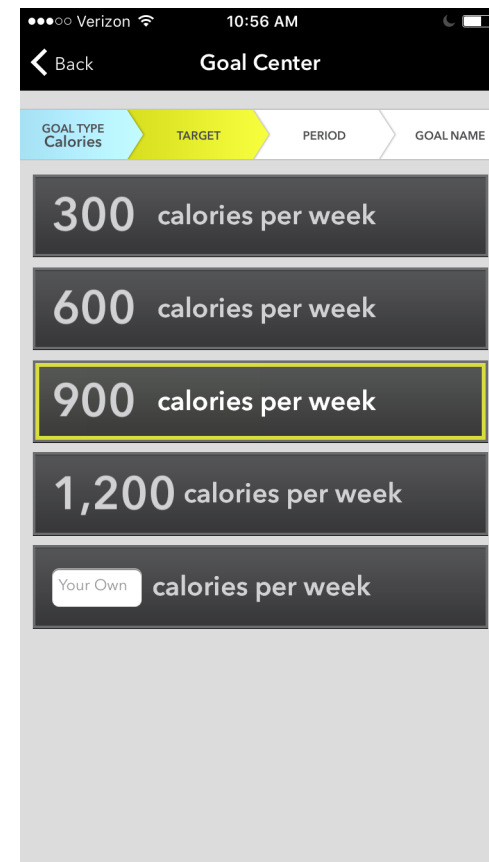 Verizon 10:56 AM
Back Goal Center
GOAL TYPE
Calories
TARGET
PERIOD
GOAL NAME
300 calories per week
600 calories per week
900 calories per week
1,200 calories per week
Your Own calories per week